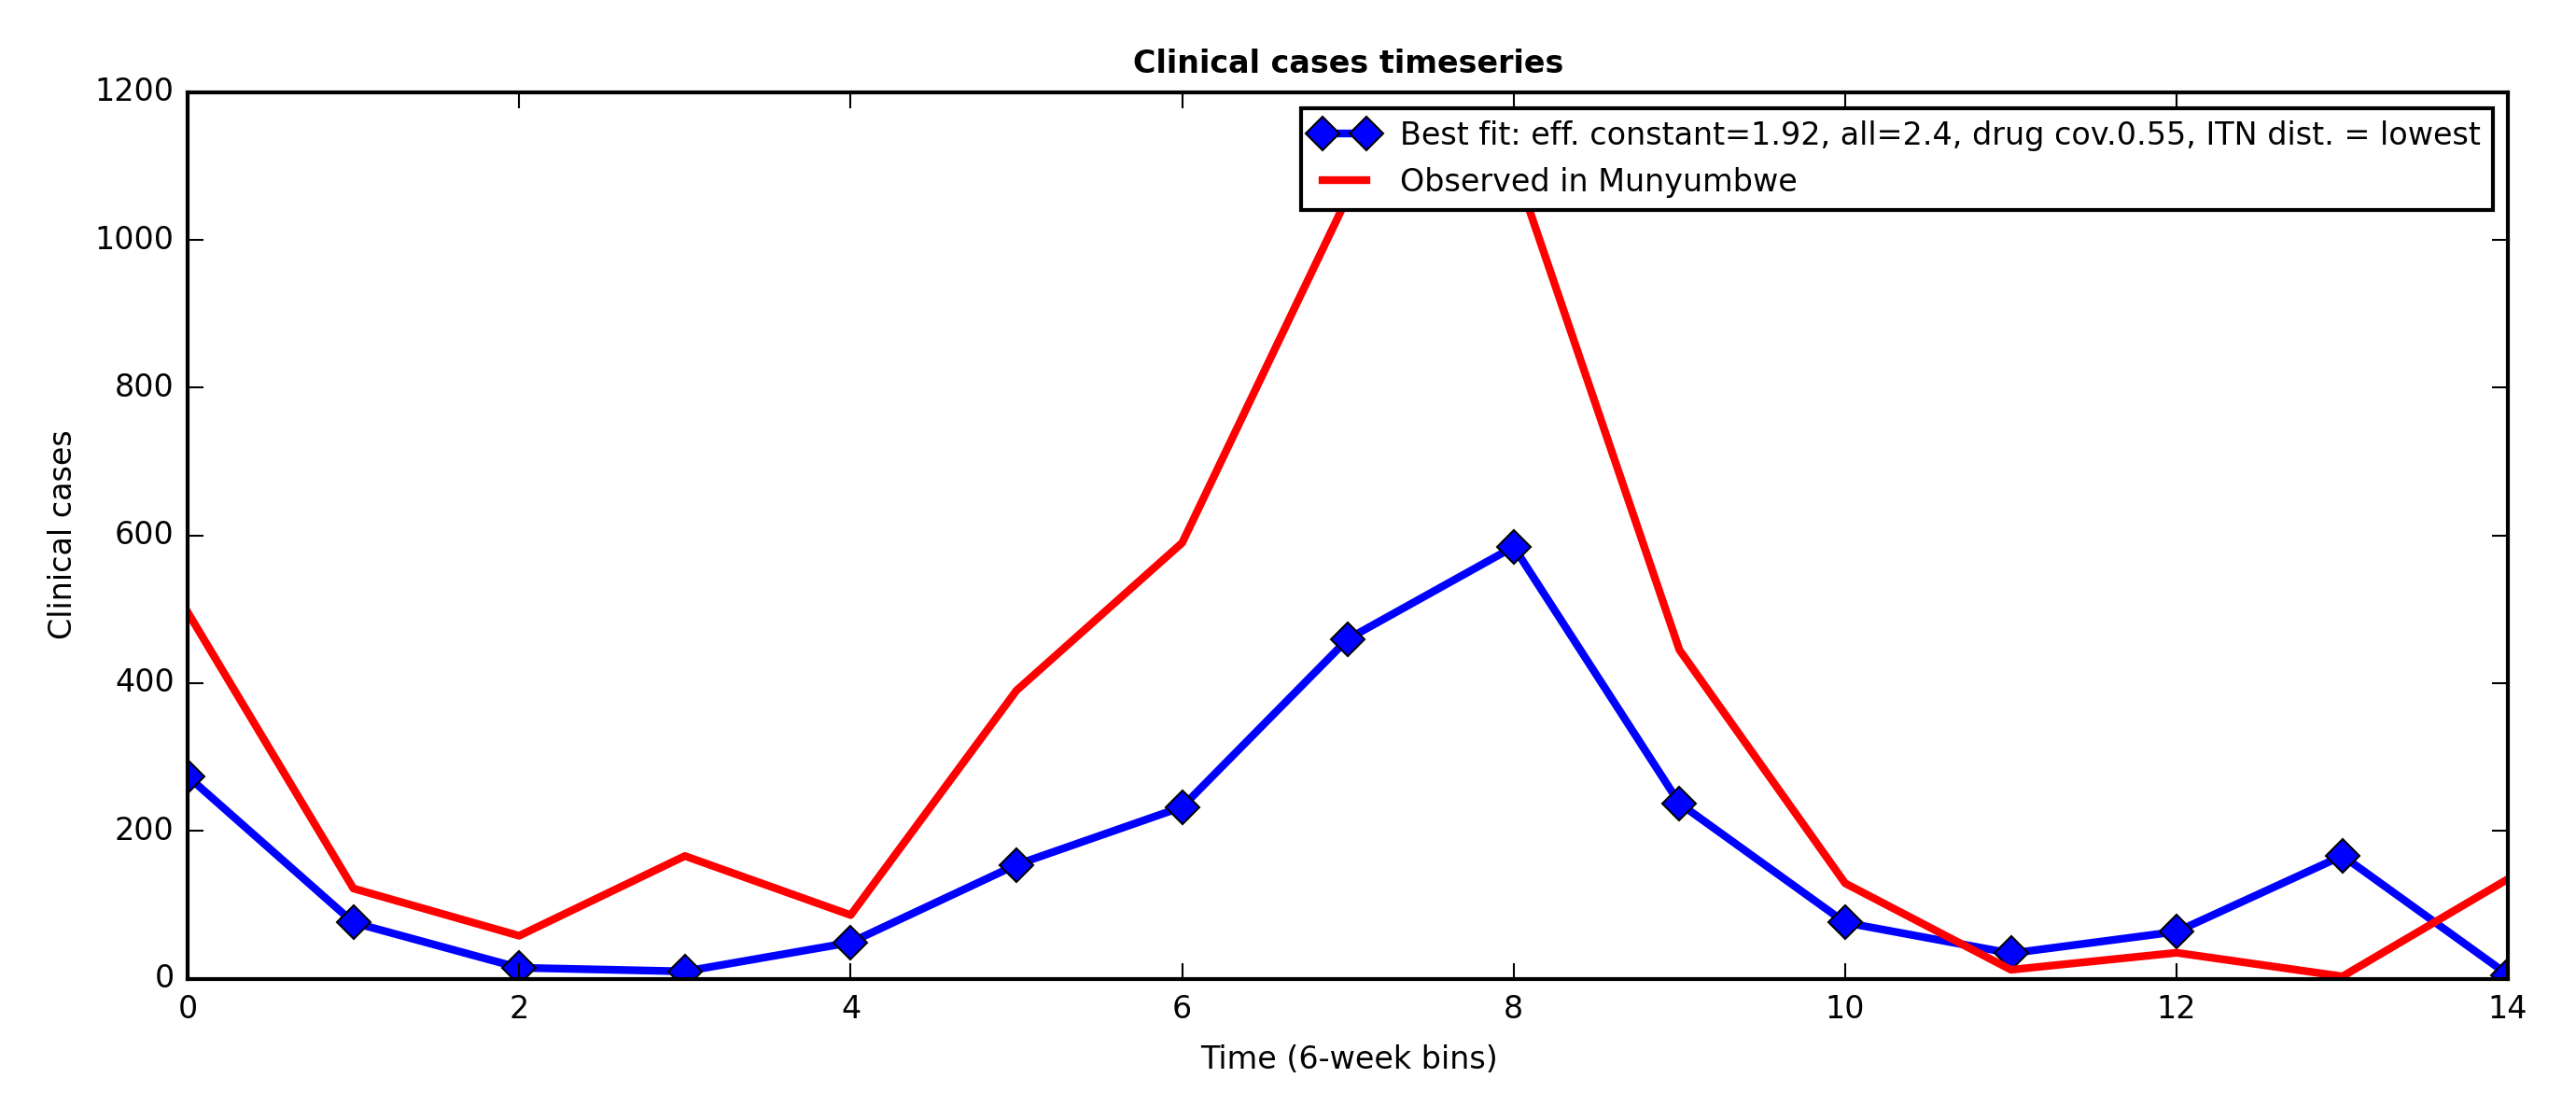 Clinical cases timeseries
1200
1000
800
600
400
200
0
Clinical cases
Best fit: eff. constant=1.92, all=2.4, drug cov.0.55, ITN dist. = lowest
Observed in Munyumbwe
0 2 4 6 8 10 12 14
Time (6-week bins)